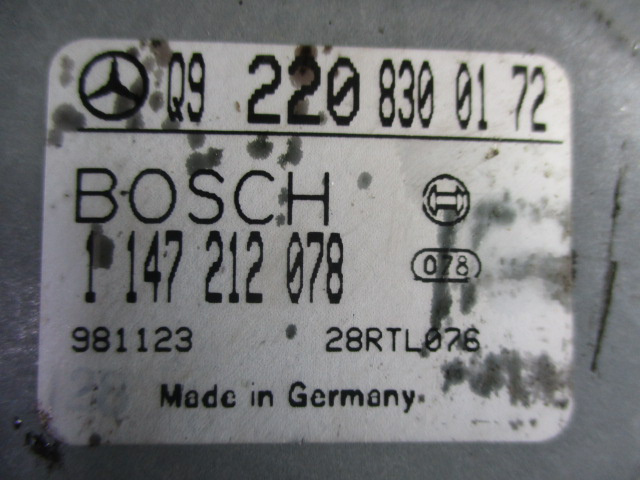 Q9 220 830 01 72
BOSCH
1 147 212 078
078
981123 28RTL076
Made in Germany